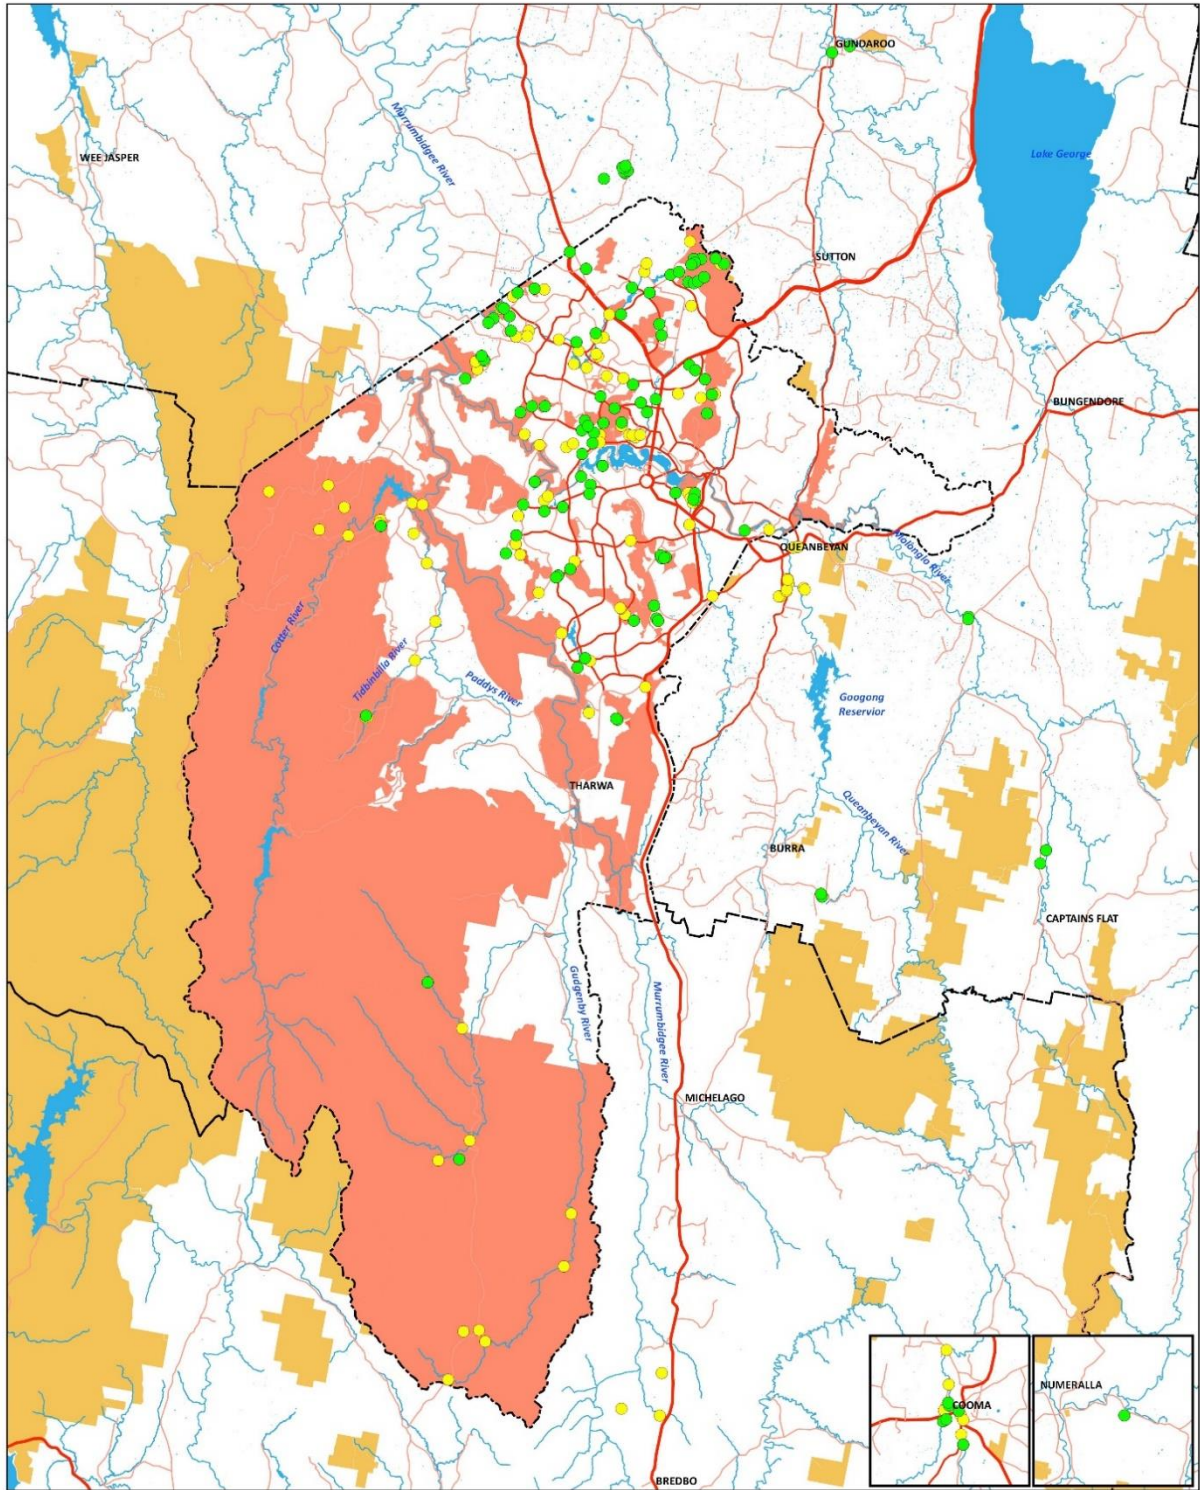 GUNDAROO
Murrumbidgee River
WEE JASPER
Lake George
SUTTON
BUNGENDORE
QUEANBEYAN
Molonglo River
Cotter River
Tidbinbilla River
Paddys River
Googong
Reservior
THARWA
Queanbeyan River
BURRA
CAPTAINS FLAT
Gudgenby River
Murrumbidgee River
MICHELAGO
COOMA
NUMERALLA
BREDBO